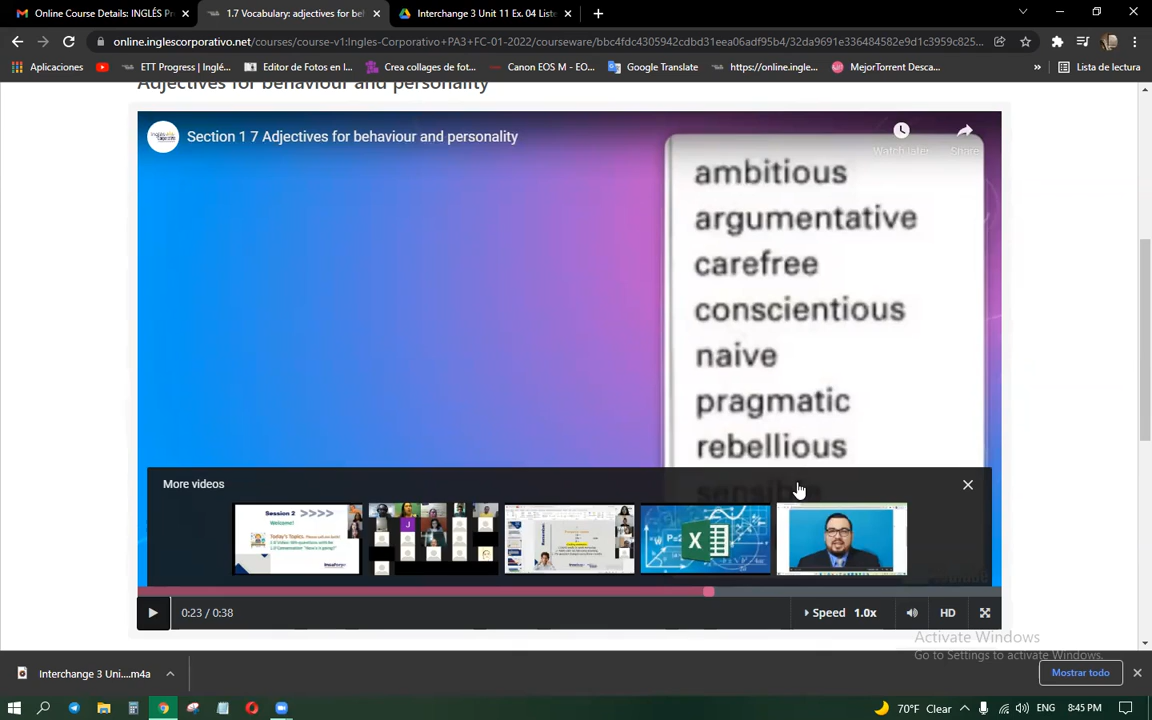 Online Course Details: INGLÉS Pr
1.7 Vocabulary: adjectives for be
Interchange 3 Unit 11 Ex. 04 List
online.inglescorporativo.net/courses/course-v1:Ingles-Corporativo+PA3+FC-01-2022/courseware/bbc4fdc4305942cdbd31eea06adf95b4/32da9691e336484582e9d1c3959c825...
Aplicaciones
ETT Progress | Inglé...
Editor de Fotos en l...
Crea collages de fot...
Canon EOS M - EO...
Google Translate
https://online.ingle...
MejorTorrent Desca...
»
Lista de lectura
Adjectives for behaviour and personality
Section 1 7 Adjectives for behaviour and personality
Watch later
Share
ambitious
argumentative
carefree
conscientious
naive
pragmatic
rebellious
sensible
More videos
Session 2 >>>>
Welcome!
0:23 / 0:38
Speed 1.0x
HD
Activate Windows
Go to Settings to activate Windows.
Interchange 3 Uni....m4a
Mostrar todo
70°F Clear
ENG
8:45 PM